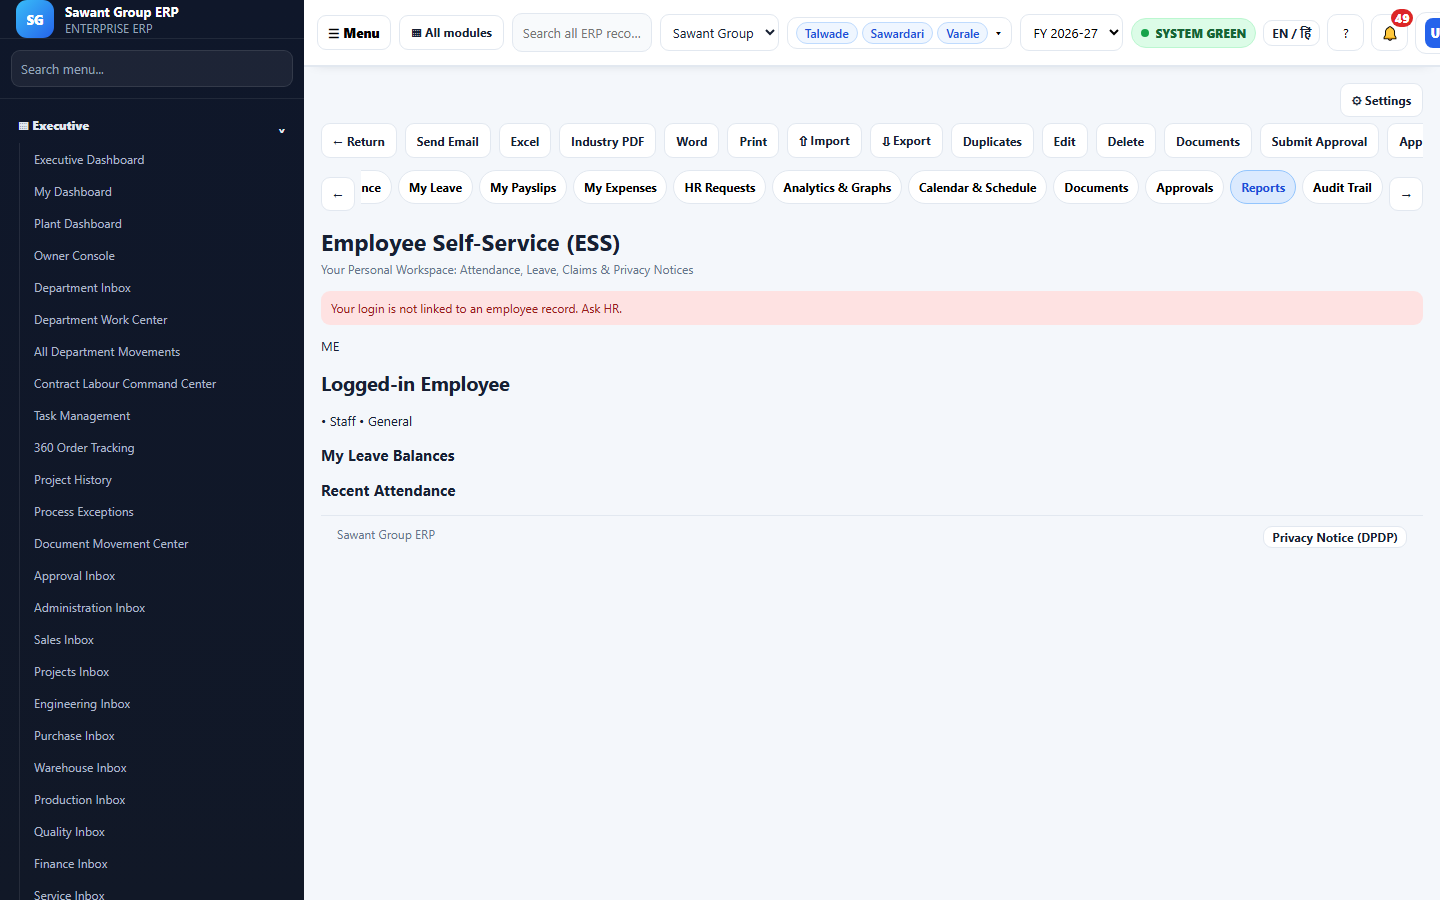 SG
Sawant Group ERP
ENTERPRISE ERP
Search menu...
Executive
Executive Dashboard
My Dashboard
Plant Dashboard
Owner Console
Department Inbox
Department Work Center
All Department Movements
Contract Labour Command Center
Task Management
360 Order Tracking
Project History
Process Exceptions
Document Movement Center
Approval Inbox
Administration Inbox
Sales Inbox
Projects Inbox
Engineering Inbox
Purchase Inbox
Warehouse Inbox
Production Inbox
Quality Inbox
Finance Inbox
Service Inbox
☰ Menu All modules Search all ERP reco... Sawant Group Talwade Sawardari Varale FY 2026-27 SYSTEM GREEN EN / हिं ? 49 U
⚙ Settings
← Return Send Email Excel Industry PDF Word Print ⇧ Import ⇩ Export Duplicates Edit Delete Documents Submit Approval App
← nce My Leave My Payslips My Expenses HR Requests Analytics & Graphs Calendar & Schedule Documents Approvals Reports Audit Trail →
Employee Self-Service (ESS)
Your Personal Workspace: Attendance, Leave, Claims & Privacy Notices
Your login is not linked to an employee record. Ask HR.
ME
Logged-in Employee
• Staff • General
My Leave Balances
Recent Attendance
Sawant Group ERP Privacy Notice (DPDP)